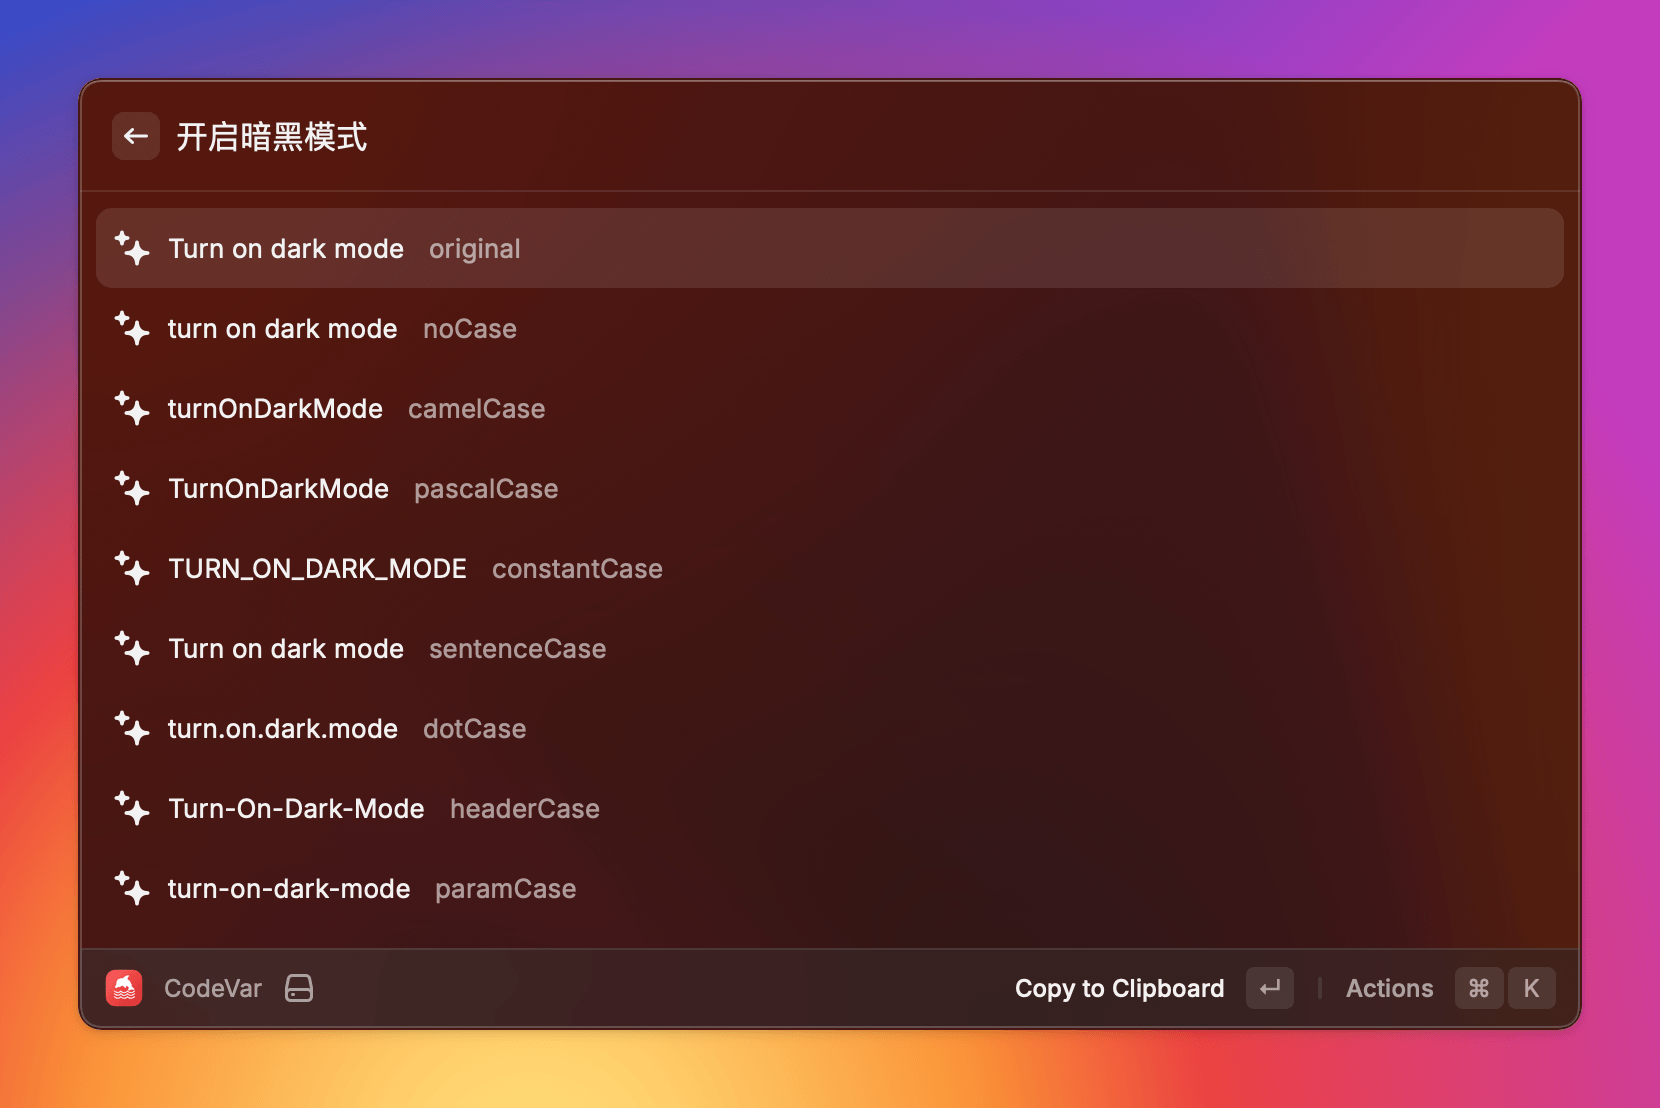 开启暗黑模式
Turn on dark mode original
turn on dark mode noCase
turnOnDarkMode camelCase
TurnOnDarkMode pascalCase
TURN_ON_DARK_MODE constantCase
Turn on dark mode sentenceCase
turn.on.dark.mode dotCase
Turn-On-Dark-Mode headerCase
turn-on-dark-mode paramCase
CodeVar Copy to Clipboard ↵ Actions ⌘ K